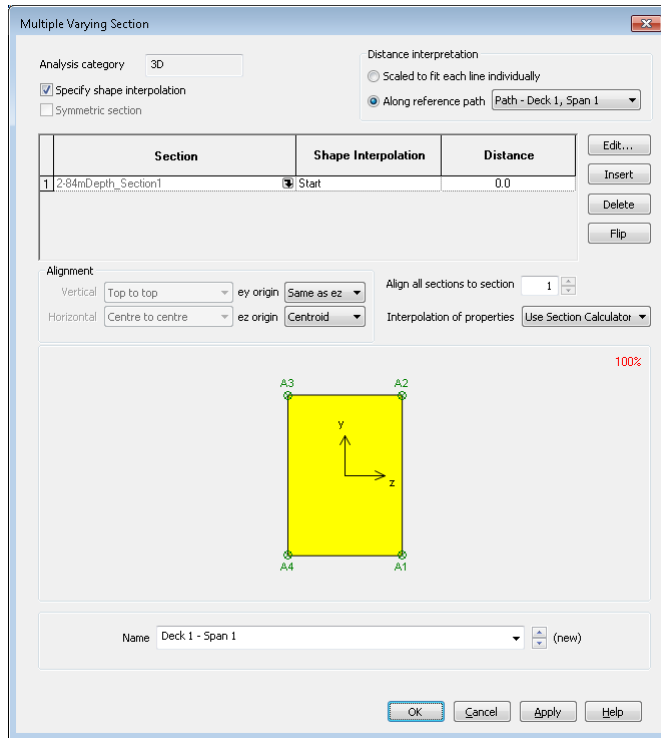 Multiple Varying Section
Analysis category 3D
Specify shape interpolation
Symmetric section
Distance interpretation
Scaled to fit each line individually
Along reference path Path - Deck 1, Span 1
Section Shape Interpolation Distance
1 2-84mDepth_Section1 Start 0.0
Edit...
Insert
Delete
Flip
Alignment
Vertical Top to top ey origin Same as ez
Horizontal Centre to centre ez origin Centroid
Align all sections to section 1
Interpolation of properties Use Section Calculator
100%
A3 A2
y
z
A4 A1
Name Deck 1 - Span 1 (new)
OK Cancel Apply Help